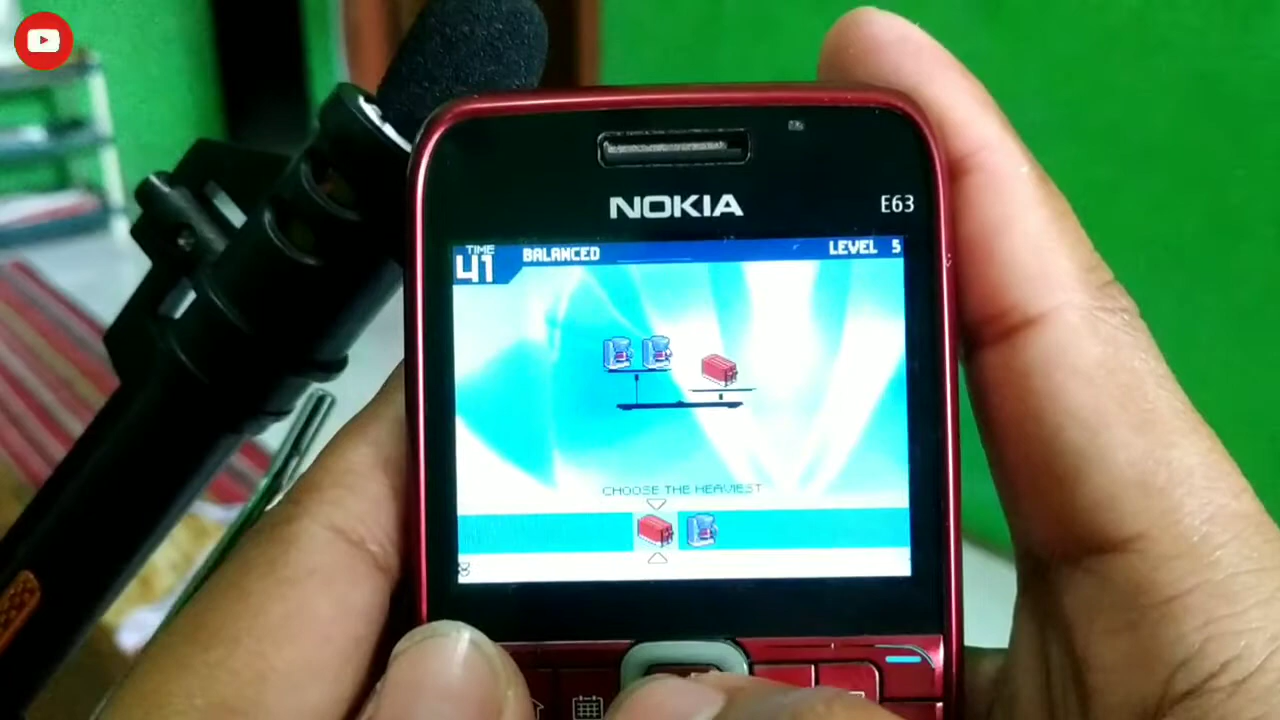 NOKIA
E63
TIME
41
BALANCED
LEVEL 5
CHOOSE THE HEAVIEST